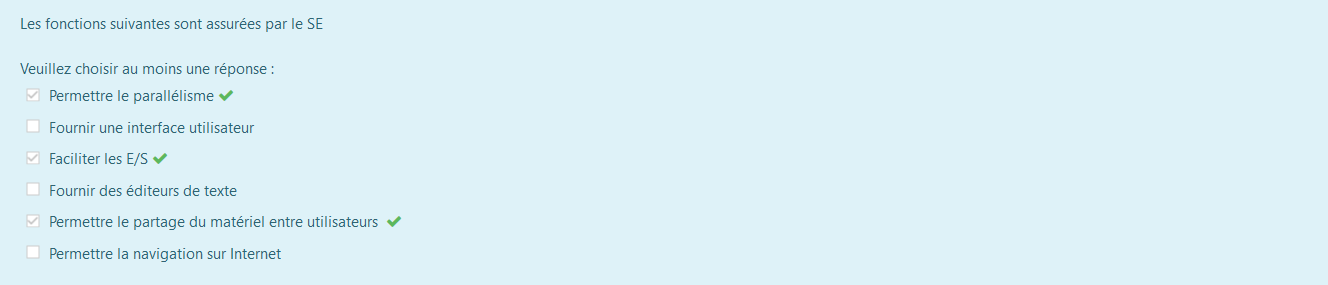 Les fonctions suivantes sont assurées par le SE
Veuillez choisir au moins une réponse :
Permettre le parallélisme
Fournir une interface utilisateur
Faciliter les E/S
Fournir des éditeurs de texte
Permettre le partage du matériel entre utilisateurs
Permettre la navigation sur Internet